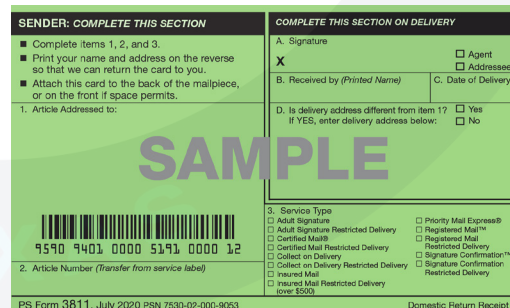 SENDER: COMPLETE THIS SECTION
■ Complete items 1, 2, and 3.
■ Print your name and address on the reverse
so that we can return the card to you.
■ Attach this card to the back of the mailpiece,
or on the front if space permits.
1. Article Addressed to:
9590 9401 0000 5191 0000 12
2. Article Number (Transfer from service label)
COMPLETE THIS SECTION ON DELIVERY
A. Signature
X
☐ Agent
☐ Addressee
B. Received by (Printed Name)
C. Date of Delivery
D. Is delivery address different from item 1? ☐ Yes
If YES, enter delivery address below: ☐ No
SAMPLE
3. Service Type
☐ Adult Signature
☐ Adult Signature Restricted Delivery
☐ Certified Mail®
☐ Certified Mail Restricted Delivery
☐ Collect on Delivery
☐ Collect on Delivery Restricted Delivery
☐ Insured Mail
☐ Insured Mail Restricted Delivery
(over $500)
☐ Priority Mail Express®
☐ Registered Mail™
☐ Registered Mail
Restricted Delivery
☐ Signature Confirmation™
☐ Signature Confirmation
Restricted Delivery
PS Form 3811, July 2020 PSN 7530-02-000-9053
Domestic Return Receipt